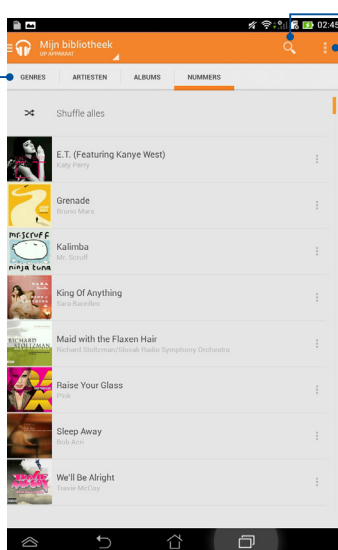 02:45
Mijn bibliotheek
OP APPARAAT
GENRES ARTIESTEN ALBUMS NUMMERS
Shuffle alles
E.T. (Featuring Kanye West)
Katy Perry
Grenade
Bruno Mars
mr.scruff
Kalimba
Mr. Scruff
ninja tuna
King Of Anything
Sara Bareilles
RICHARD
STOLTZMAN
Maid with the Flaxen Hair
Richard Stoltzman/Slovak Radio Symphony Orchestra
Raise Your Glass
P!nk
Sleep Away
Bob Acri
We'll Be Alright
Travie McCoy